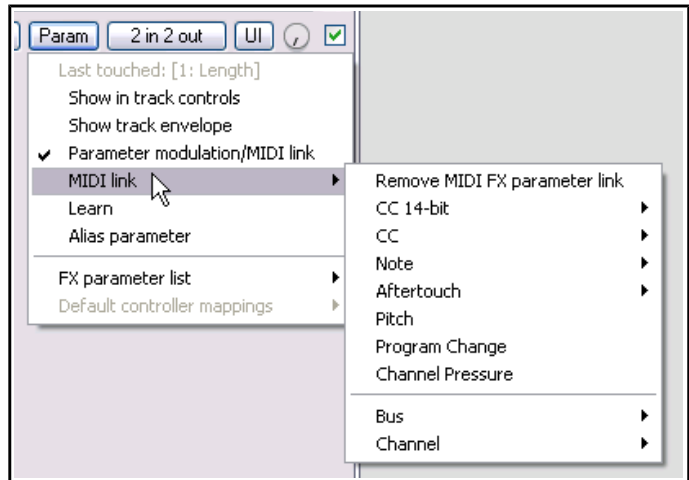 Param 2 in 2 out UI
Last touched: [1: Length]
Show in track controls
Show track envelope
Parameter modulation/MIDI link
MIDI link
Learn
Alias parameter
FX parameter list
Default controller mappings
Remove MIDI FX parameter link
CC 14-bit
CC
Note
Aftertouch
Pitch
Program Change
Channel Pressure
Bus
Channel